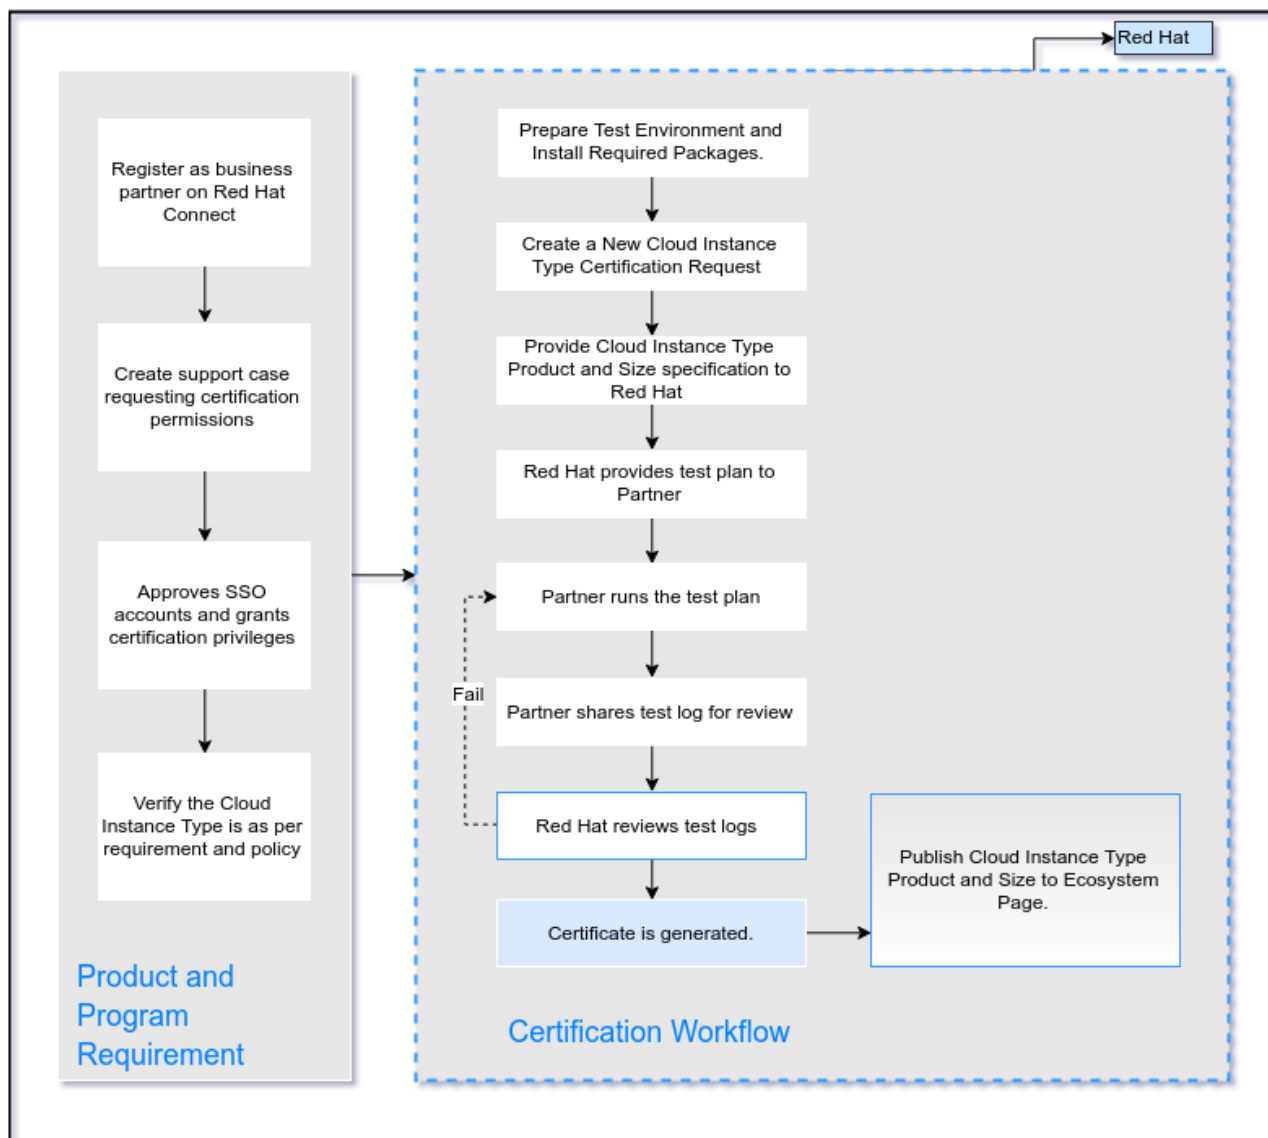 Red Hat
Register as business
partner on Red Hat
Connect
Create support case
requesting certification
permissions
Approves SSO
accounts and grants
certification privileges
Verify the Cloud
Instance Type is as per
requirement and policy
Product and
Program
Requirement
Prepare Test Environment and
Install Required Packages.
Create a New Cloud Instance
Type Certification Request
Provide Cloud Instance Type
Product and Size specification to
Red Hat
Red Hat provides test plan to
Partner
Partner runs the test plan
Fail
Partner shares test log for review
Red Hat reviews test logs
Certificate is generated.
Publish Cloud Instance Type
Product and Size to Ecosystem
Page.
Certification Workflow